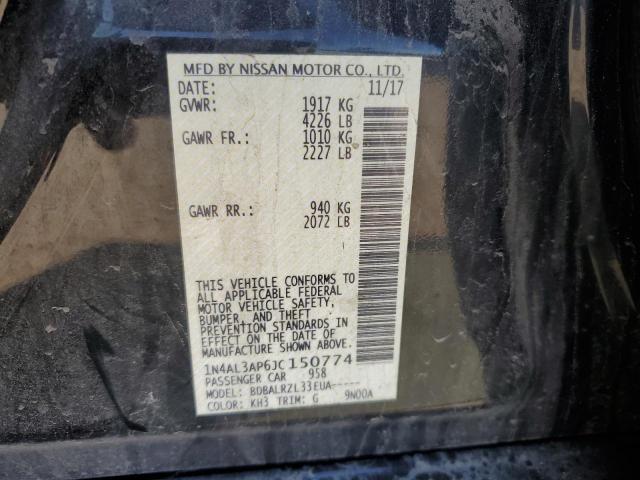 MFD BY NISSAN MOTOR CO., LTD.
DATE: 11/17
GVWR: 1917 KG
4226 LB
GAWR FR.: 1010 KG
2227 LB
GAWR RR.: 940 KG
2072 LB
THIS VEHICLE CONFORMS TO
ALL APPLICABLE FEDERAL
MOTOR VEHICLE SAFETY,
BUMPER, AND THEFT
PREVENTION STANDARDS IN
EFFECT ON THE DATE OF
MANUFACTURE SHOWN ABOVE.
1N4AL3AP6JC150774
PASSENGER CAR 958
MODEL: BDBALRZL33EUA-----
COLOR: KH3 TRIM: G 9N00A